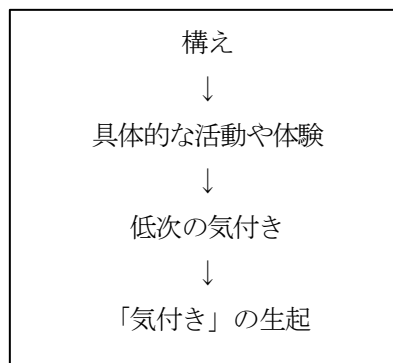 構え
↓
具体的な活動や体験
↓
低次の気付き
↓
「気付き」の生起